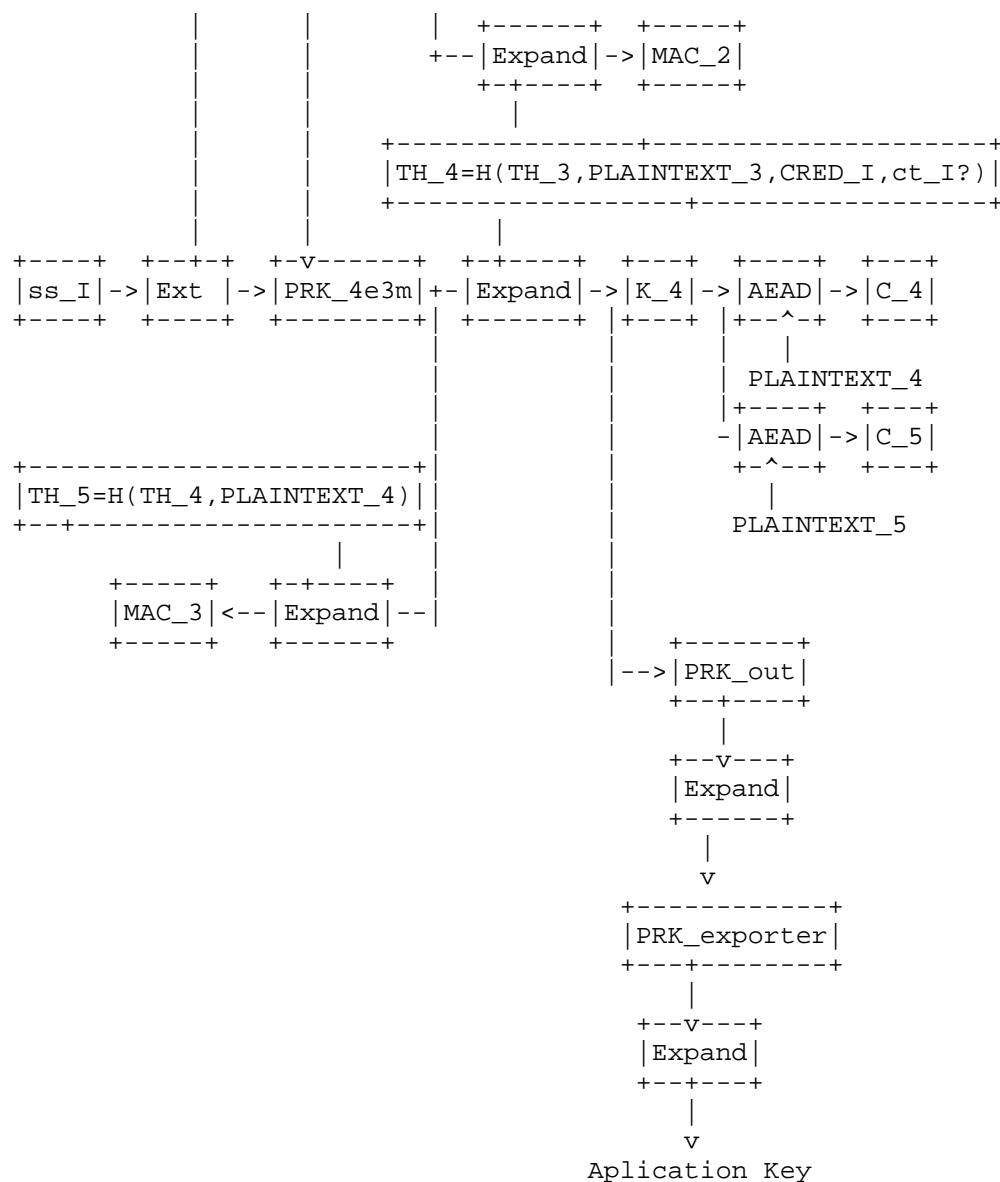 Expand MAC_2
TH_4=H(TH_3,PLAINTEXT_3,CRED_I,ct_I?)
ss_I Ext PRK_4e3m Expand K_4 AEAD C_4
PLAINTEXT_4
AEAD C_5
TH_5=H(TH_4,PLAINTEXT_4)
PLAINTEXT_5
MAC_3 Expand
PRK_out
Expand
PRK_exporter
Expand
Aplication Key